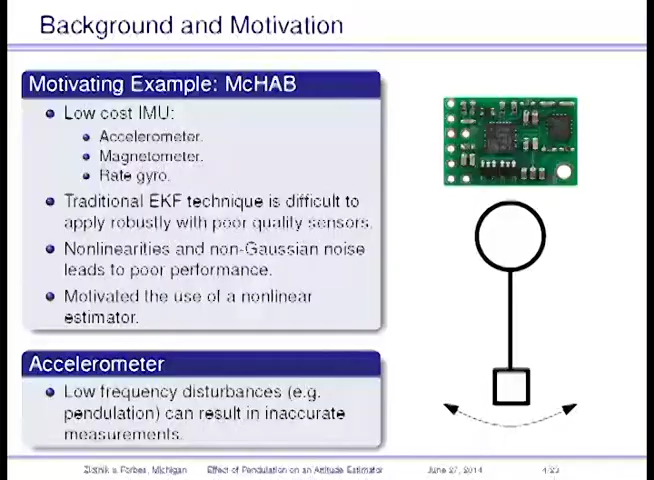 Background and Motivation
Motivating Example: McHAB
Low cost IMU:
Accelerometer.
Magnetometer.
Rate gyro.
Traditional EKF technique is difficult to
apply robustly with poor quality sensors.
Nonlinearities and non-Gaussian noise
leads to poor performance.
Motivated the use of a nonlinear
estimator.
Accelerometer
Low frequency disturbances (e.g.
pendulation) can result in inaccurate
measurements.
Forbes, Michigan Effect of Pendulation on an Attitude Estimator June 27, 2014 4/23